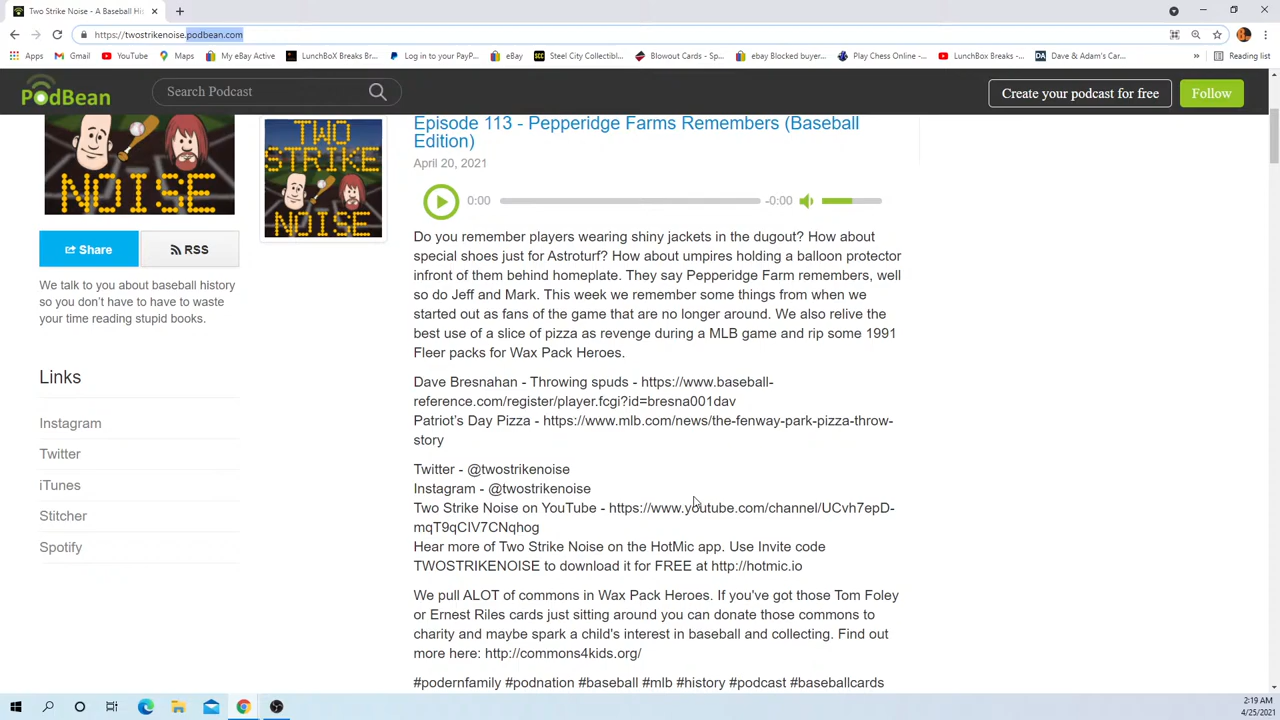 Two Strike Noise - A Baseball His
https://twostrikenoise.podbean.com
Apps
Gmail
YouTube
Maps
My eBay Active
LunchBoX Breaks Br...
Log in to your PayP...
eBay
Steel City Collectibl...
Blowout Cards - Sp...
ebay Blocked buyer...
Play Chess Online -...
LunchBox Breaks -...
Dave & Adam's Car...
»
Reading list
PodBean
Search Podcast
Create your podcast for free
Follow
NOISE
TWO
STRIKE
NOISE
Episode 113 - Pepperidge Farms Remembers (Baseball
Edition)
April 20, 2021
0:00
-0:00
Share
RSS
We talk to you about baseball history
so you don’t have to have to waste
your time reading stupid books.
Links
Instagram
Twitter
iTunes
Stitcher
Spotify
Do you remember players wearing shiny jackets in the dugout? How about
special shoes just for Astroturf? How about umpires holding a balloon protector
infront of them behind homeplate. They say Pepperidge Farm remembers, well
so do Jeff and Mark. This week we remember some things from when we
started out as fans of the game that are no longer around. We also relive the
best use of a slice of pizza as revenge during a MLB game and rip some 1991
Fleer packs for Wax Pack Heroes.
Dave Bresnahan - Throwing spuds - https://www.baseball-
reference.com/register/player.fcgi?id=bresna001dav
Patriot’s Day Pizza - https://www.mlb.com/news/the-fenway-park-pizza-throw-
story
Twitter - @twostrikenoise
Instagram - @twostrikenoise
Two Strike Noise on YouTube - https://www.youtube.com/channel/UCvh7epD-
mqT9qCIV7CNqhog
Hear more of Two Strike Noise on the HotMic app. Use Invite code
TWOSTRIKENOISE to download it for FREE at http://hotmic.io
We pull ALOT of commons in Wax Pack Heroes. If you've got those Tom Foley
or Ernest Riles cards just sitting around you can donate those commons to
charity and maybe spark a child's interest in baseball and collecting. Find out
more here: http://commons4kids.org/
#podernfamily #podnation #baseball #mlb #history #podcast #baseballcards
2:19 AM
4/25/2021